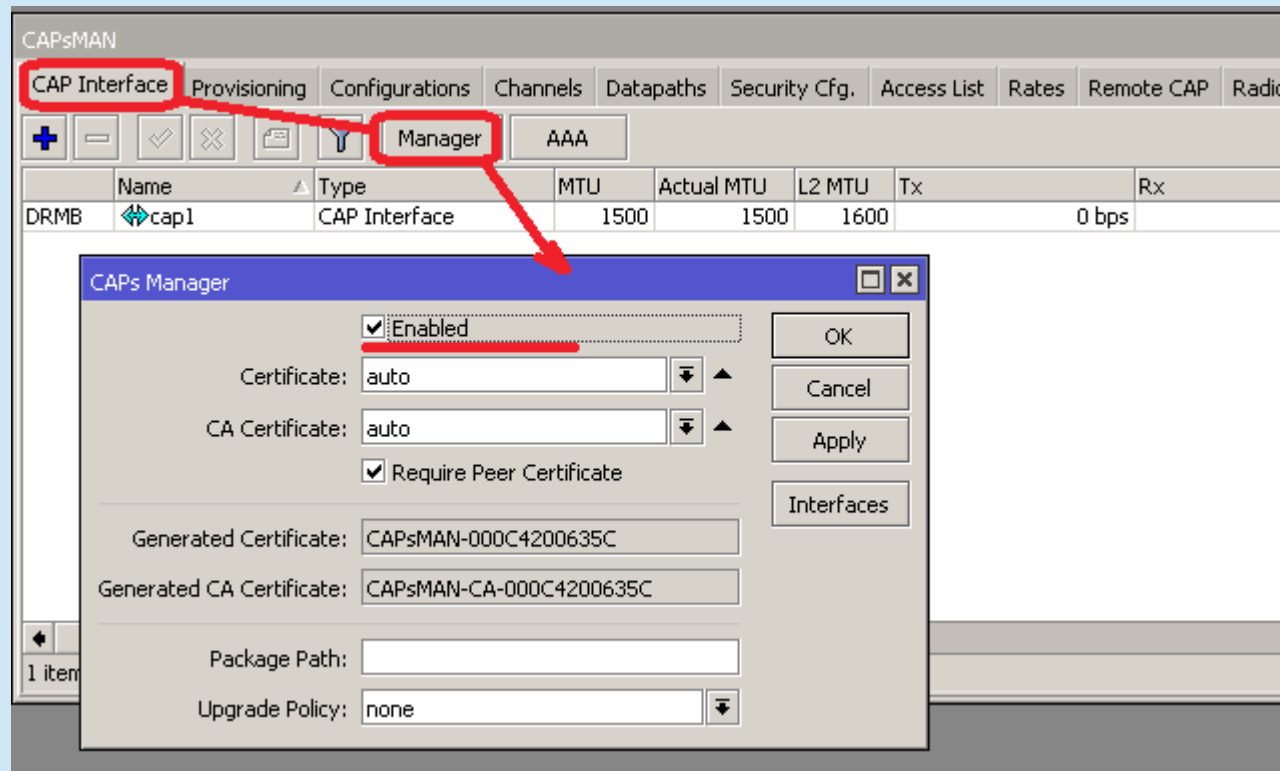 CAPsMAN
CAP Interface Provisioning Configurations Channels Datapaths Security Cfg. Access List Rates Remote CAP Radio
Manager AAA
Name Type MTU Actual MTU L2 MTU Tx Rx
DRMB cap1 CAP Interface 1500 1500 1600 0 bps
CAPs Manager
Enabled
OK
Certificate: auto
Cancel
CA Certificate: auto
Apply
Require Peer Certificate
Interfaces
Generated Certificate: CAPsMAN-000C4200635C
Generated CA Certificate: CAPsMAN-CA-000C4200635C
Package Path:
1 item
Upgrade Policy: none